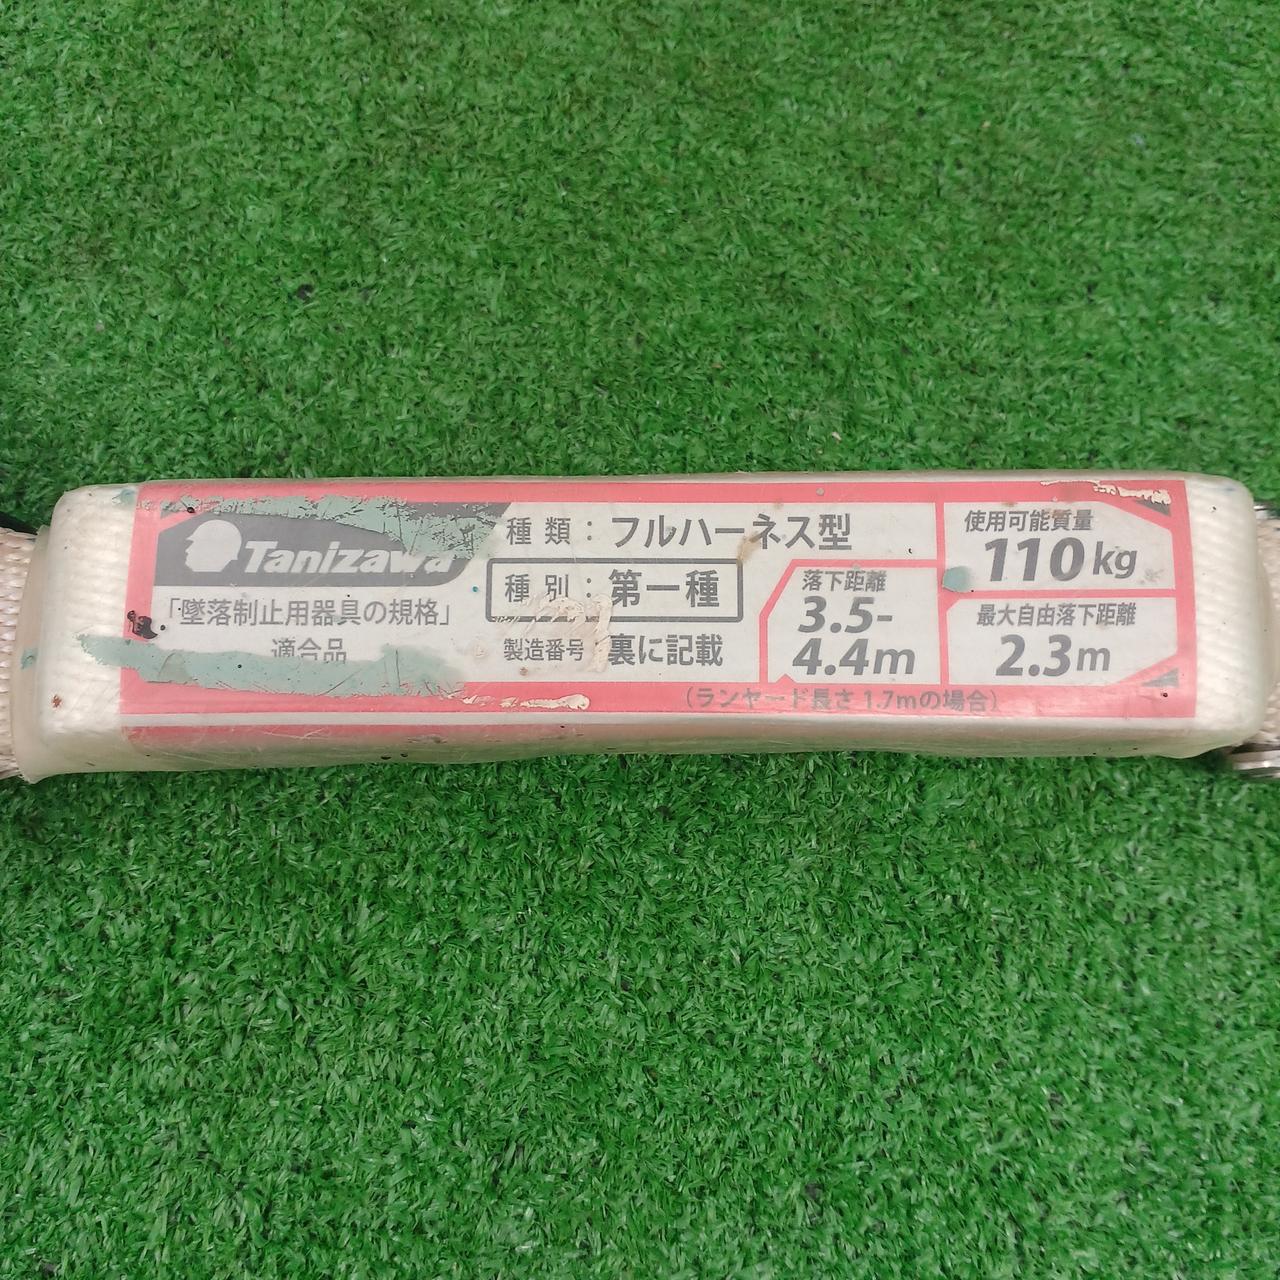 Tanizawa
「墜落制止用器具の規格」
適合品
種 類 : フルハーネス型
種 別 : 第一種
製造番号 : 裏に記載
落下距離
3.5-
4.4m
使用可能質量
110kg
最大自由落下距離
2.3m
(ランヤード長さ 1.7mの場合)